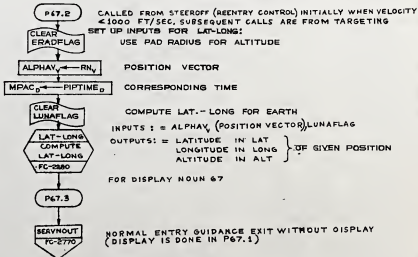 P67.2
CALLED FROM STEEROFF (REENTRY CONTROL) INITIALLY WHEN VELOCITY
<1000 FT/SEC. SUBSEQUENT CALLS ARE FROM TARGETING
SET UP INPUTS FOR LAT-LONG:
CLEAR
ERADFLAG
USE PAD RADIUS FOR ALTITUDE
ALPHAV V ← RN V
POSITION VECTOR
MPAC D ← PIPTIME D
CORRESPONDING TIME
CLEAR
LUNAFLAG
COMPUTE LAT.-LONG FOR EARTH
LAT-LONG
COMPUTE
LAT-LONG
FC-2280
INPUTS : = ALPHAV (POSITION VECTOR), LUNAFLAG
OUTPUTS: = LATITUDE IN LAT
LONGITUDE IN LONG
ALTITUDE IN ALT
OF GIVEN POSITION
FOR DISPLAY NOUN 67
P67.3
SERVNOUT
FC-2770
NORMAL ENTRY GUIDANCE EXIT WITHOUT DISPLAY
(DISPLAY IS DONE IN P67.1)